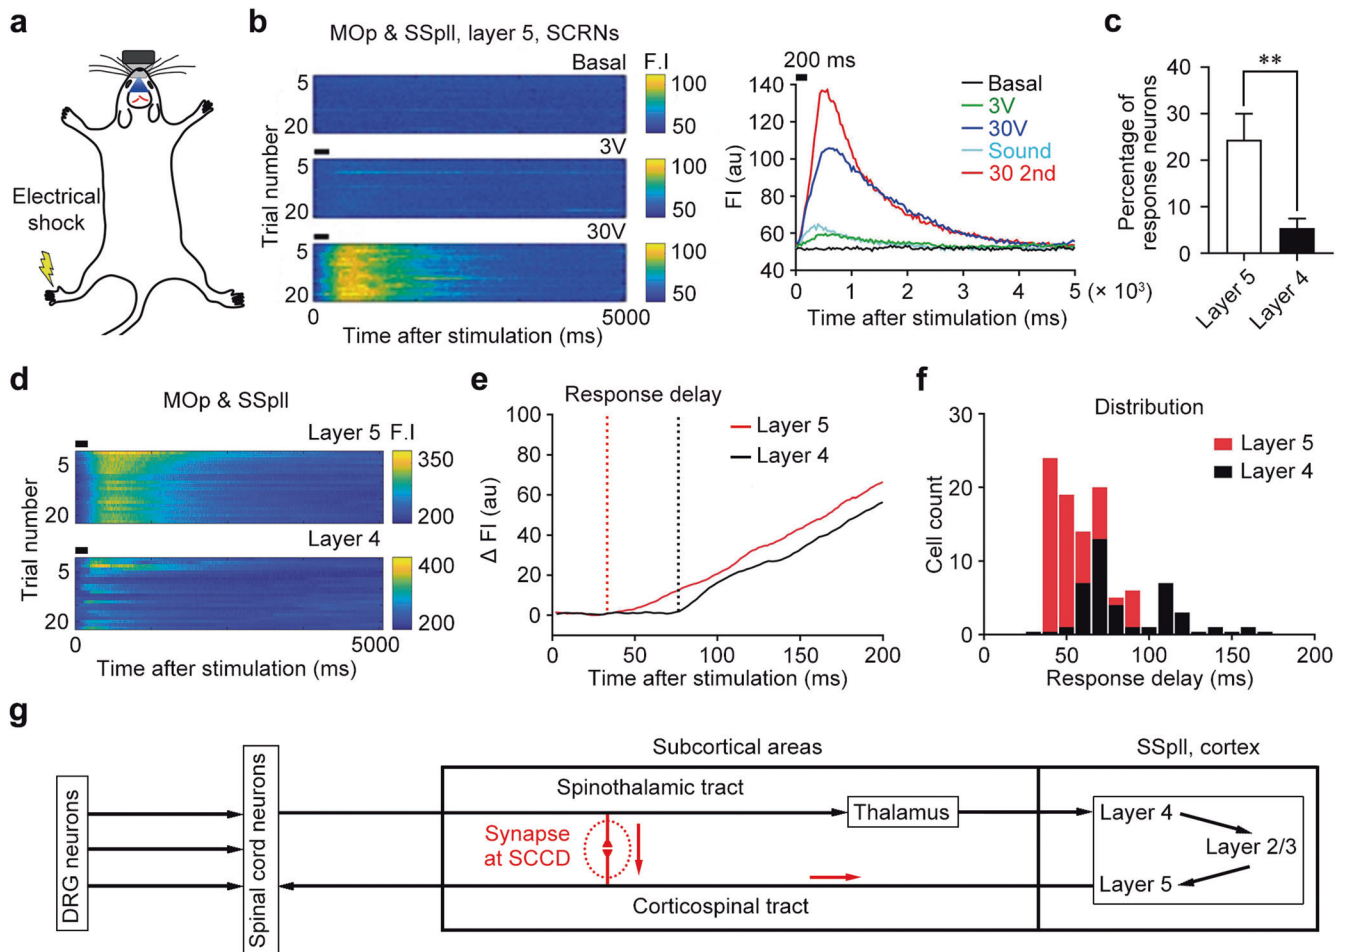 a
Electrical
shock
b
MOp & SSpll, layer 5, SCRNs
Basal
F.I
5
20
100
50
3V
5
20
100
50
30V
5
20
100
50
Trial number
0
5000
Time after stimulation (ms)
200 ms
140
120
100
80
60
40
FI (au)
Basal
3V
30V
Sound
30 2nd
0 1 2 3 4 5 (× 10³)
Time after stimulation (ms)
c
Percentage of
response neurons
40
30
20
10
0
**
Layer 5
Layer 4
d
MOp & SSpll
Layer 5
F.I
5
20
350
200
Layer 4
5
20
400
200
Trial number
0
5000
Time after stimulation (ms)
e
Response delay
100
80
60
40
20
0
Δ FI (au)
Layer 5
Layer 4
0 50 100 150 200
Time after stimulation (ms)
f
Distribution
30
20
10
0
Cell count
Layer 5
Layer 4
0 50 100 150 200
Response delay (ms)
g
DRG neurons
Spinal cord neurons
Subcortical areas
SSpll, cortex
Spinothalamic tract
Thalamus
Synapse
at SCCD
Corticospinal tract
Layer 4
Layer 2/3
Layer 5